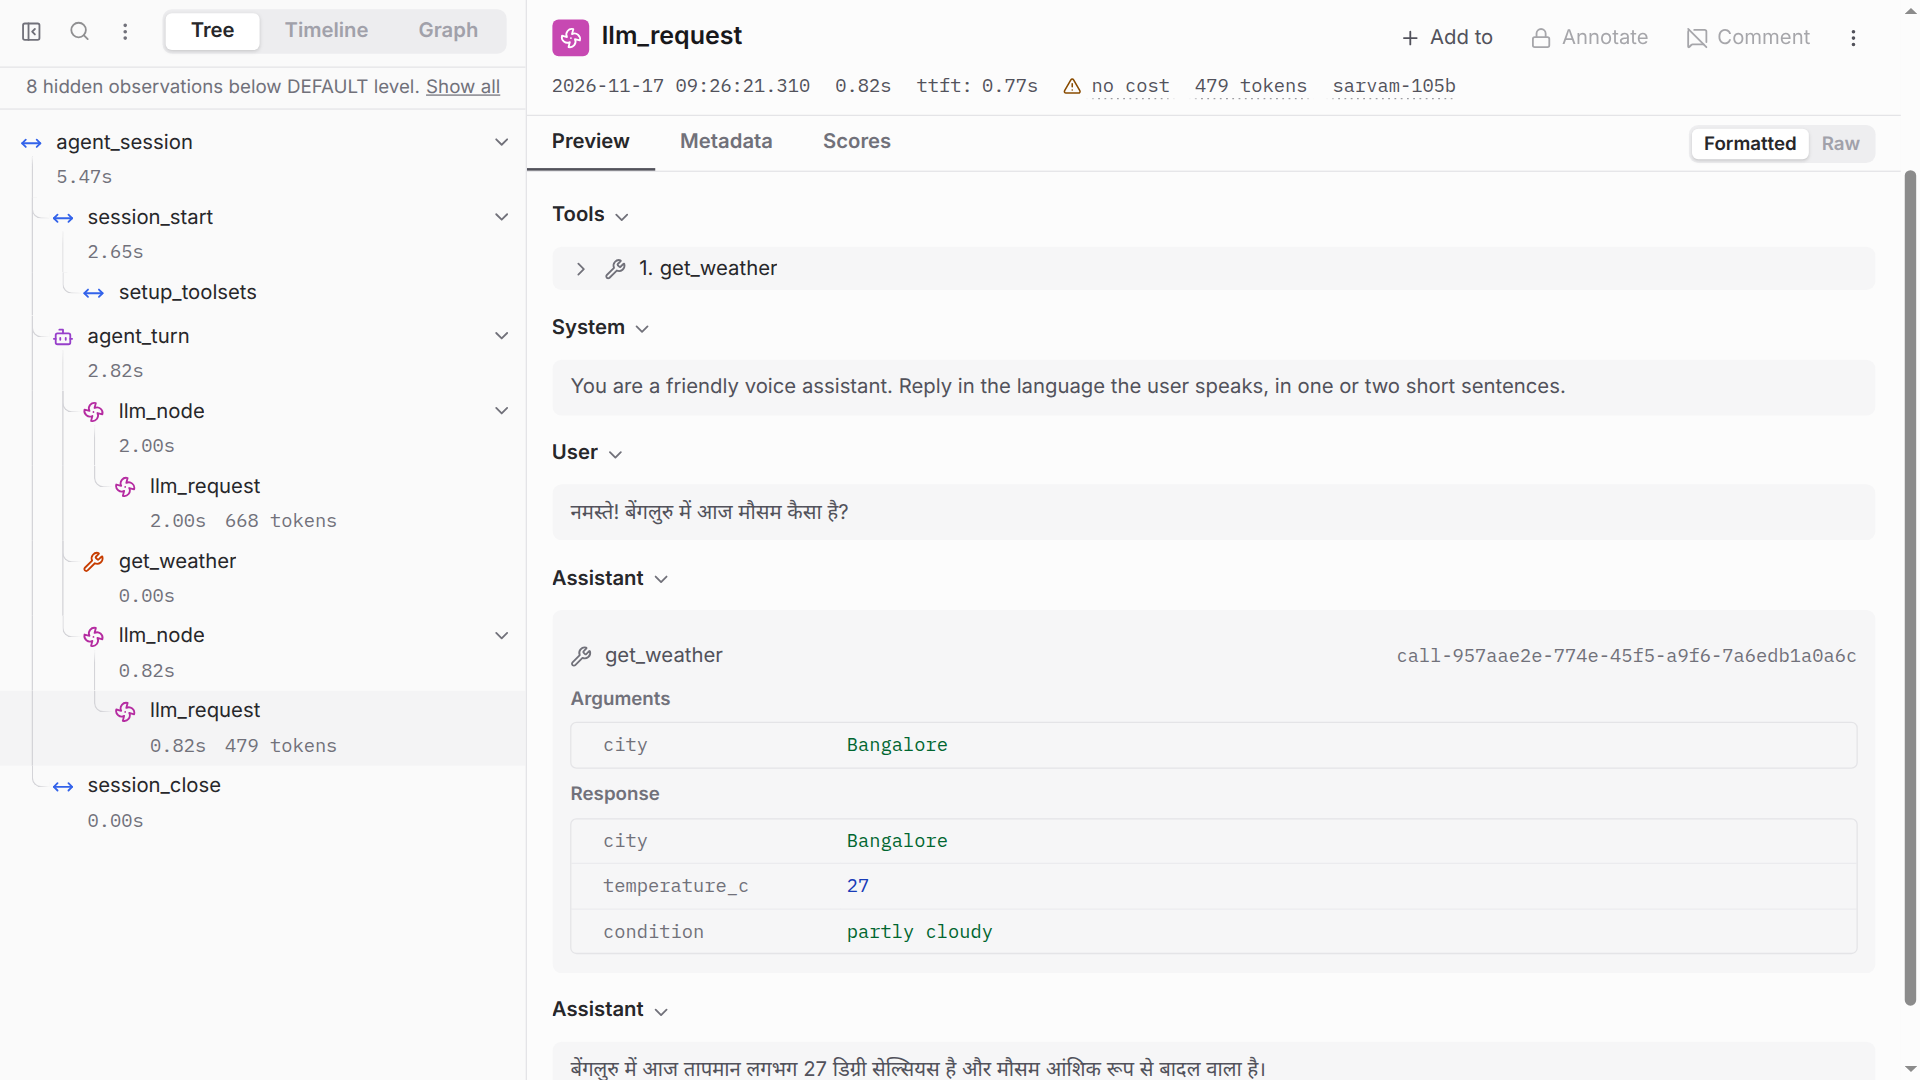 Tree
Timeline
Graph
8 hidden observations below DEFAULT level. Show all
agent_session
5.47s
session_start
2.65s
setup_toolsets
agent_turn
2.82s
llm_node
2.00s
llm_request
2.00s 668 tokens
get_weather
0.00s
llm_node
0.82s
llm_request
0.82s 479 tokens
session_close
0.00s
llm_request
Add to
Annotate
Comment
2026-11-17 09:26:21.310 0.82s ttft: 0.77s no cost 479 tokens sarvam-105b
Preview
Metadata
Scores
Formatted
Raw
Tools
1. get_weather
System
You are a friendly voice assistant. Reply in the language the user speaks, in one or two short sentences.
User
नमस्ते! बेंगलुरु में आज मौसम कैसा है?
Assistant
get_weather call-957aae2e-774e-45f5-a9f6-7a6edb1a0a6c
Arguments
city Bangalore
Response
city Bangalore
temperature_c 27
condition partly cloudy
Assistant
बेंगलुरु में आज तापमान लगभग 27 डिग्री सेल्सियस है और मौसम आंशिक रूप से बादल वाला है।